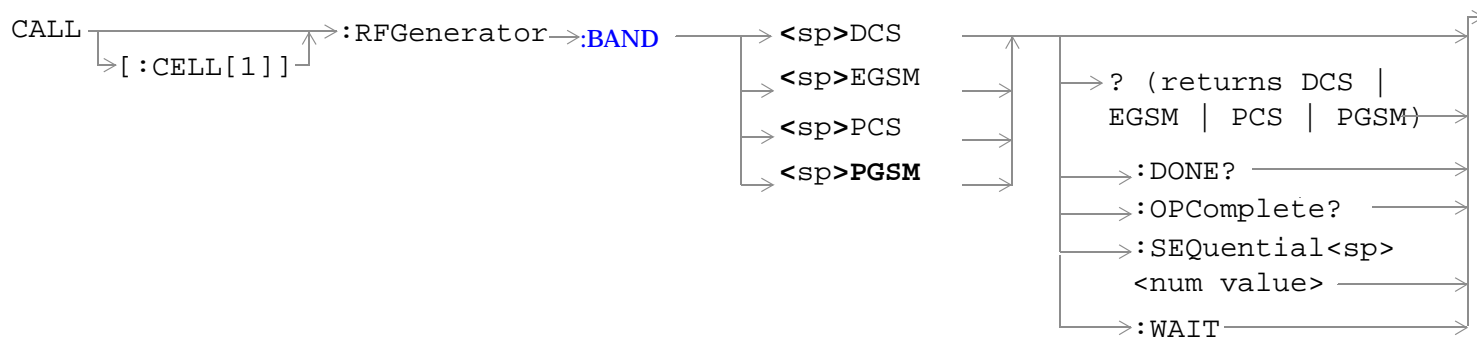 CALL
[:CELL[1]]
:RFGenerator
:BAND
<sp>DCS
<sp>EGSM
<sp>PCS
<sp>PGSM
? (returns DCS |
EGSM | PCS | PGSM)
:DONE?
:OPComplete?
:SEQuential<sp>
<num value>
:WAIT